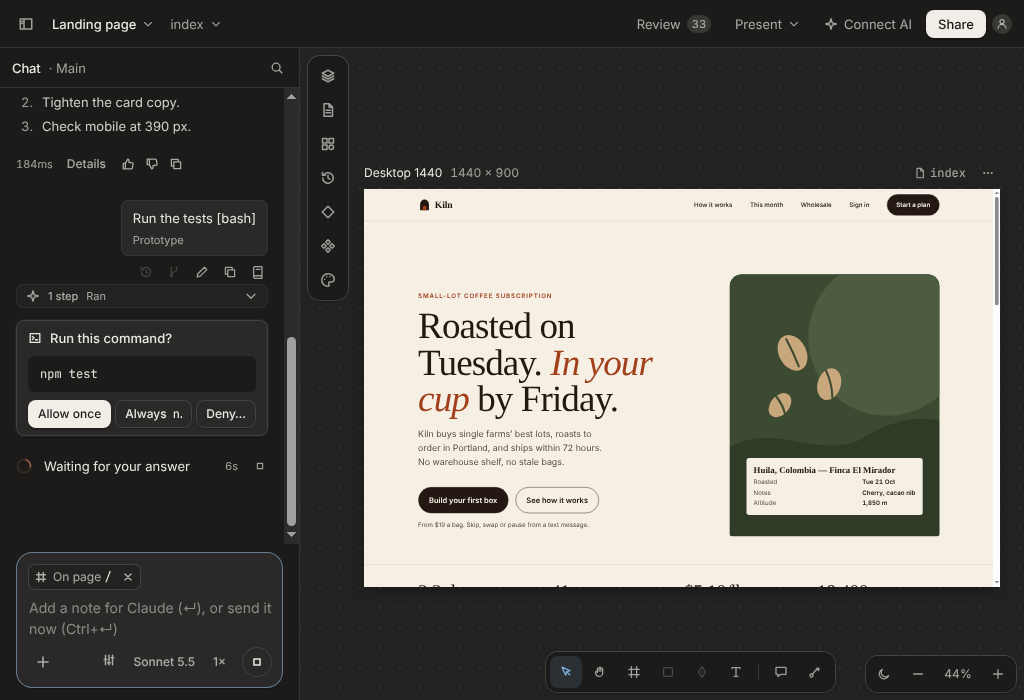 Landing page
index
Review 33
Present
Connect AI
Share
Chat · Main
2. Tighten the card copy.
3. Check mobile at 390 px.
184ms Details
Run the tests [bash]
Prototype
1 step Ran
Run this command?
npm test
Allow once
Always n.
Deny...
Waiting for your answer 6s
On page /
Add a note for Claude (↵), or send it
now (Ctrl+↵)
Sonnet 5.5 1×
Desktop 1440 1440 × 900
index
Kiln
How it works This month Wholesale Sign in Start a plan
SMALL-LOT COFFEE SUBSCRIPTION
Roasted on
Tuesday. In your
cup by Friday.
Kiln buys single farms' best lots, roasts to
order in Portland, and ships within 72 hours.
No warehouse shelf, no stale bags.
Build your first box
See how it works
From $19 a bag. Skip, swap or pause from a text message.
Huila, Colombia — Finca El Mirador
Roasted Tue 21 Oct
Notes Cherry, cacao nib
Altitude 1,850 m
44%